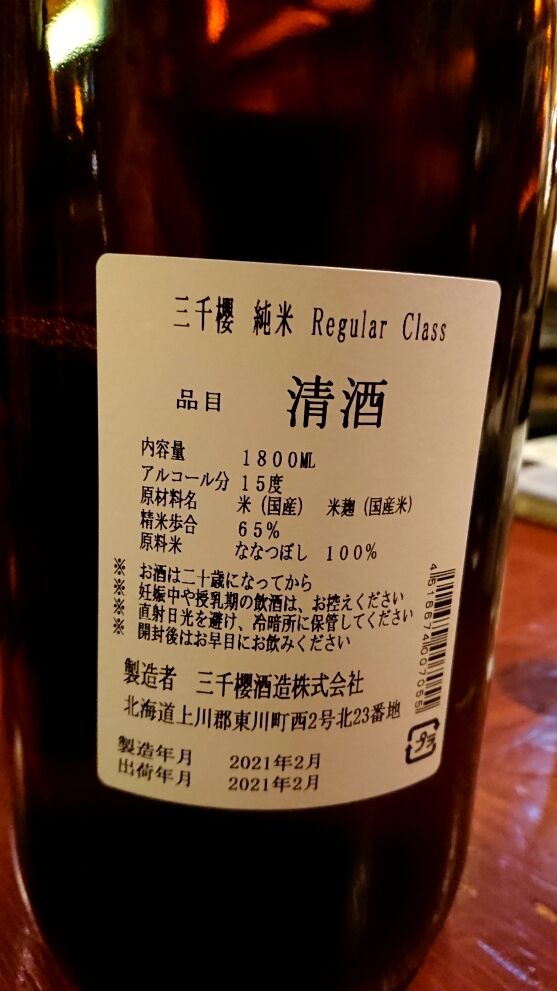 三千櫻 純米 Regular Class
品目 清酒
内容量 1800ML
アルコール分 15度
原材料名 米（国産） 米麹（国産米）
精米歩合 65％
原料米 ななつぼし 100％
※ お酒は二十歳になってから
※ 妊娠中や授乳期の飲酒は、お控えください
※ 直射日光を避け、冷暗所に保管してください
※ 開封後はお早目にお飲みください
製造者 三千櫻酒造株式会社
北海道上川郡東川町西2号北23番地
製造年月 2021年2月
出荷年月 2021年2月
4516674007055
プラ